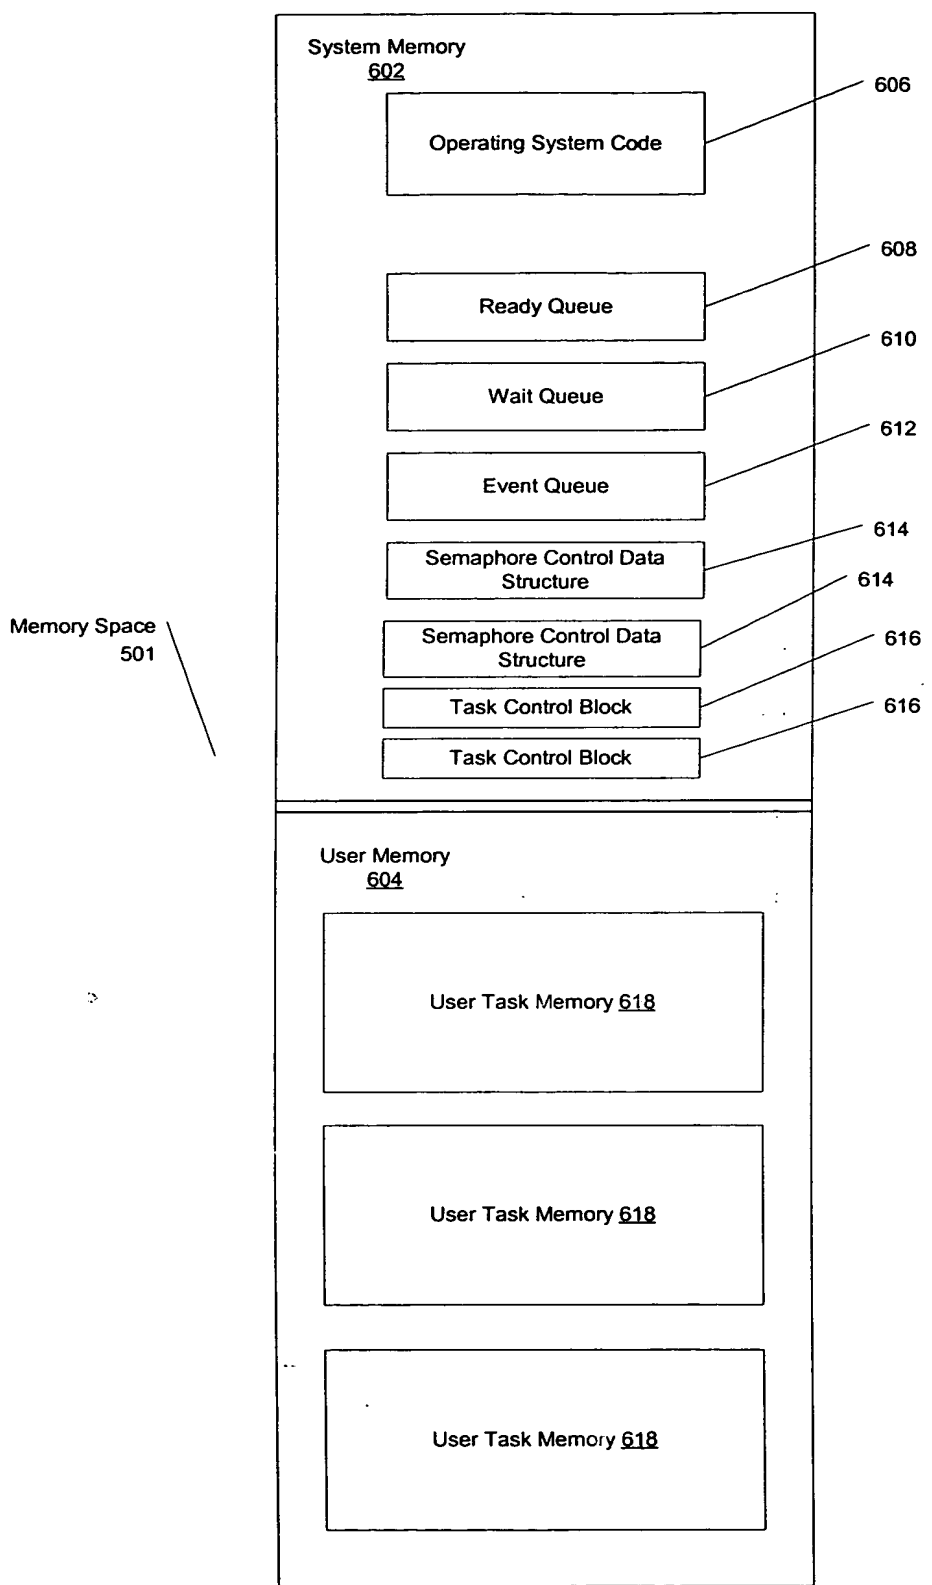 System Memory
602
606
Operating System Code
608
Ready Queue
610
Wait Queue
612
Event Queue
614
Semaphore Control Data
Structure
614
Memory Space
501
Semaphore Control Data
Structure
616
Task Control Block
616
Task Control Block
User Memory
604
User Task Memory 618
User Task Memory 618
User Task Memory 618